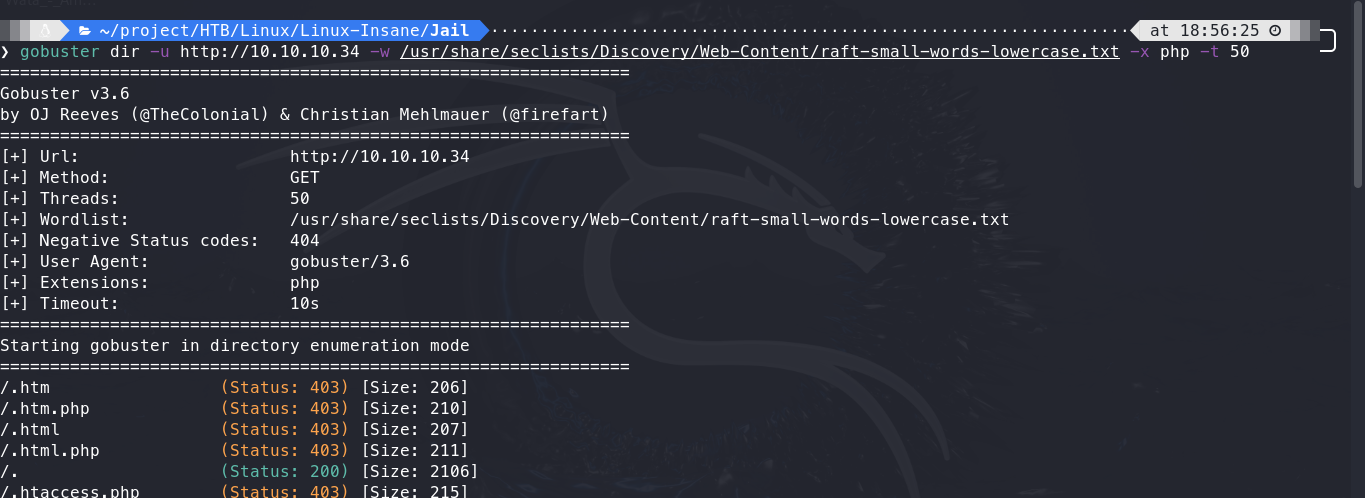 ~/project/HTB/Linux/Linux-Insane/Jail at 18:56:25
❯ gobuster dir -u http://10.10.10.34 -w /usr/share/seclists/Discovery/Web-Content/raft-small-words-lowercase.txt -x php -t 50
===============================================================
Gobuster v3.6
by OJ Reeves (@TheColonial) & Christian Mehlmauer (@firefart)
===============================================================
[+] Url: http://10.10.10.34
[+] Method: GET
[+] Threads: 50
[+] Wordlist: /usr/share/seclists/Discovery/Web-Content/raft-small-words-lowercase.txt
[+] Negative Status codes: 404
[+] User Agent: gobuster/3.6
[+] Extensions: php
[+] Timeout: 10s
===============================================================
Starting gobuster in directory enumeration mode
===============================================================
/.htm (Status: 403) [Size: 206]
/.htm.php (Status: 403) [Size: 210]
/.html (Status: 403) [Size: 207]
/.html.php (Status: 403) [Size: 211]
/. (Status: 200) [Size: 2106]
/.htaccess.php (Status: 403) [Size: 215]